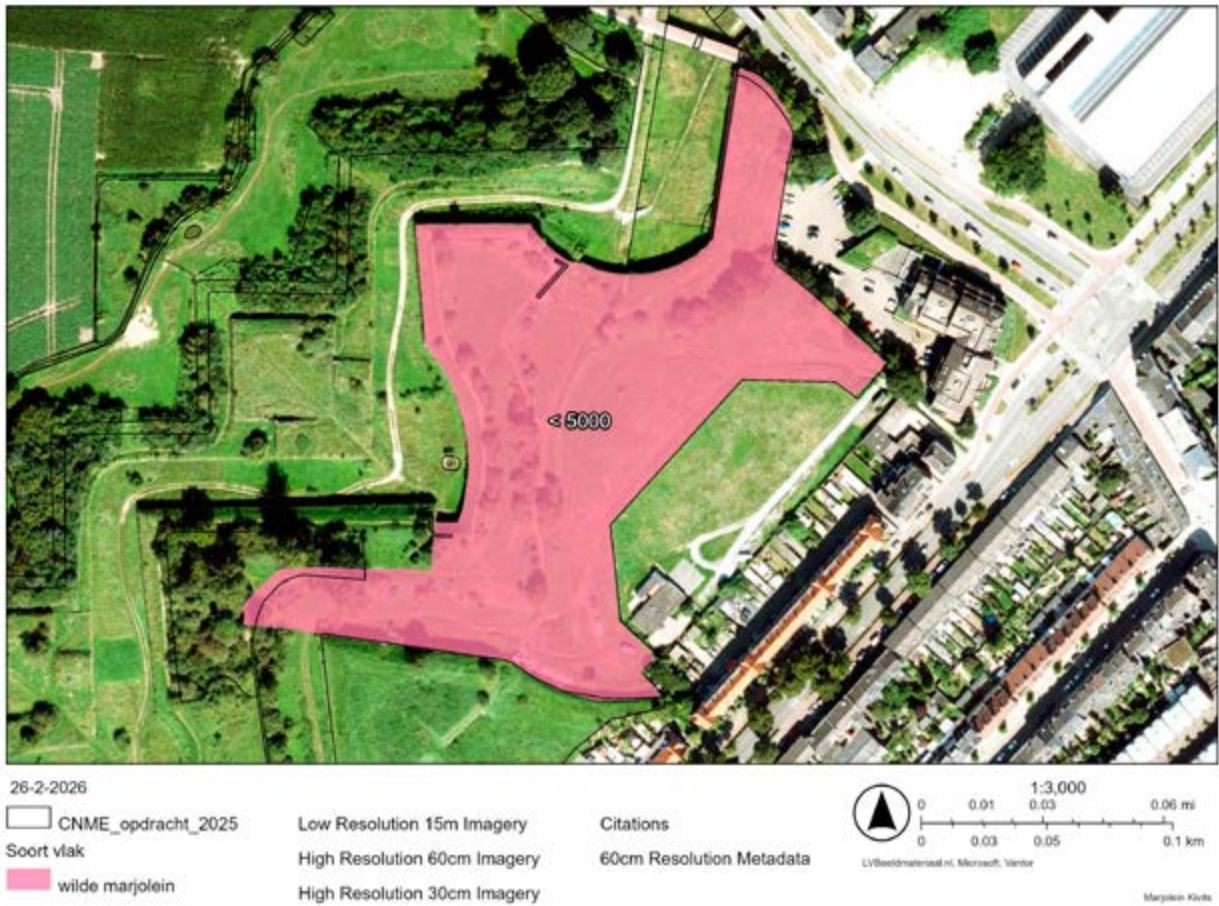 < 5000
26-2-2026
CNME_opdracht_2025
Soort vlak
wilde marjolein
Low Resolution 15m Imagery
High Resolution 60cm Imagery
High Resolution 30cm Imagery
Citations
60cm Resolution Metadata
1:3,000
0 0.01 0.03 0.06 mi
0 0.03 0.05 0.1 km
LVBeeldmateriaal.nl, Microsoft, Vantor
Marjolein Kivits